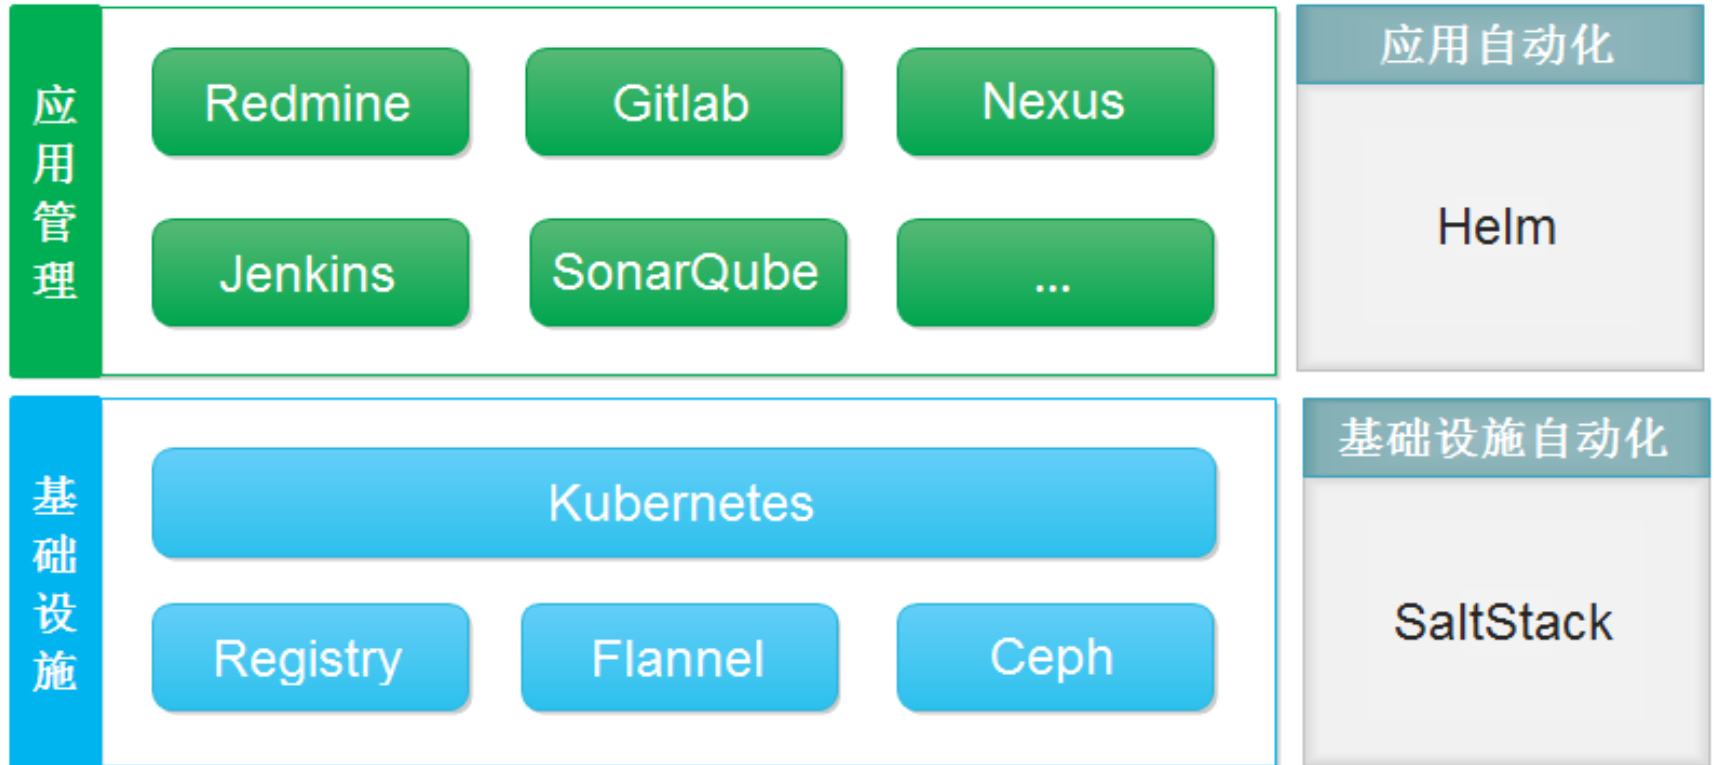 应用管理
Redmine
Gitlab
Nexus
Jenkins
SonarQube
...
应用自动化
Helm
基础设施
Kubernetes
Registry
Flannel
Ceph
基础设施自动化
SaltStack